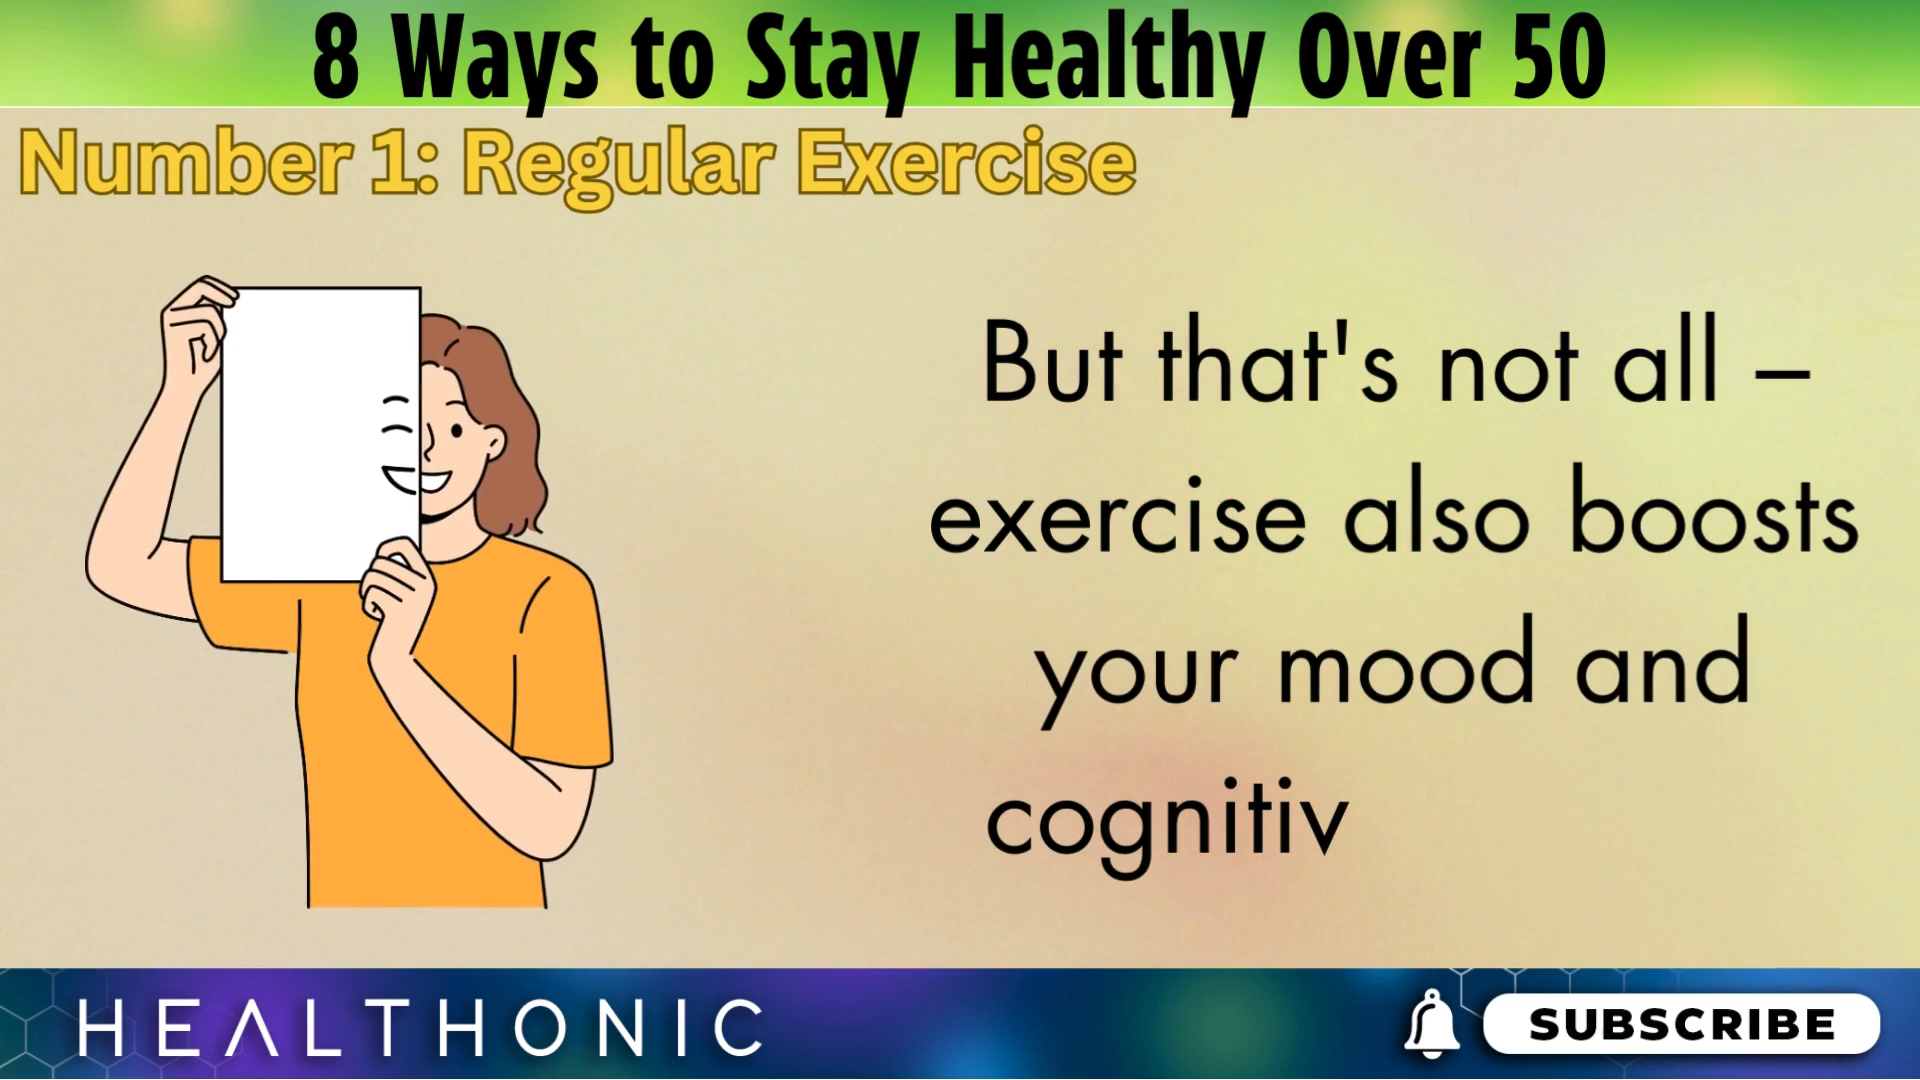 8 Ways to Stay Healthy Over 50
Number 1: Regular Exercise
But that's not all –
exercise also boosts
your mood and
cognitiv
HEALTHONIC
SUBSCRIBE